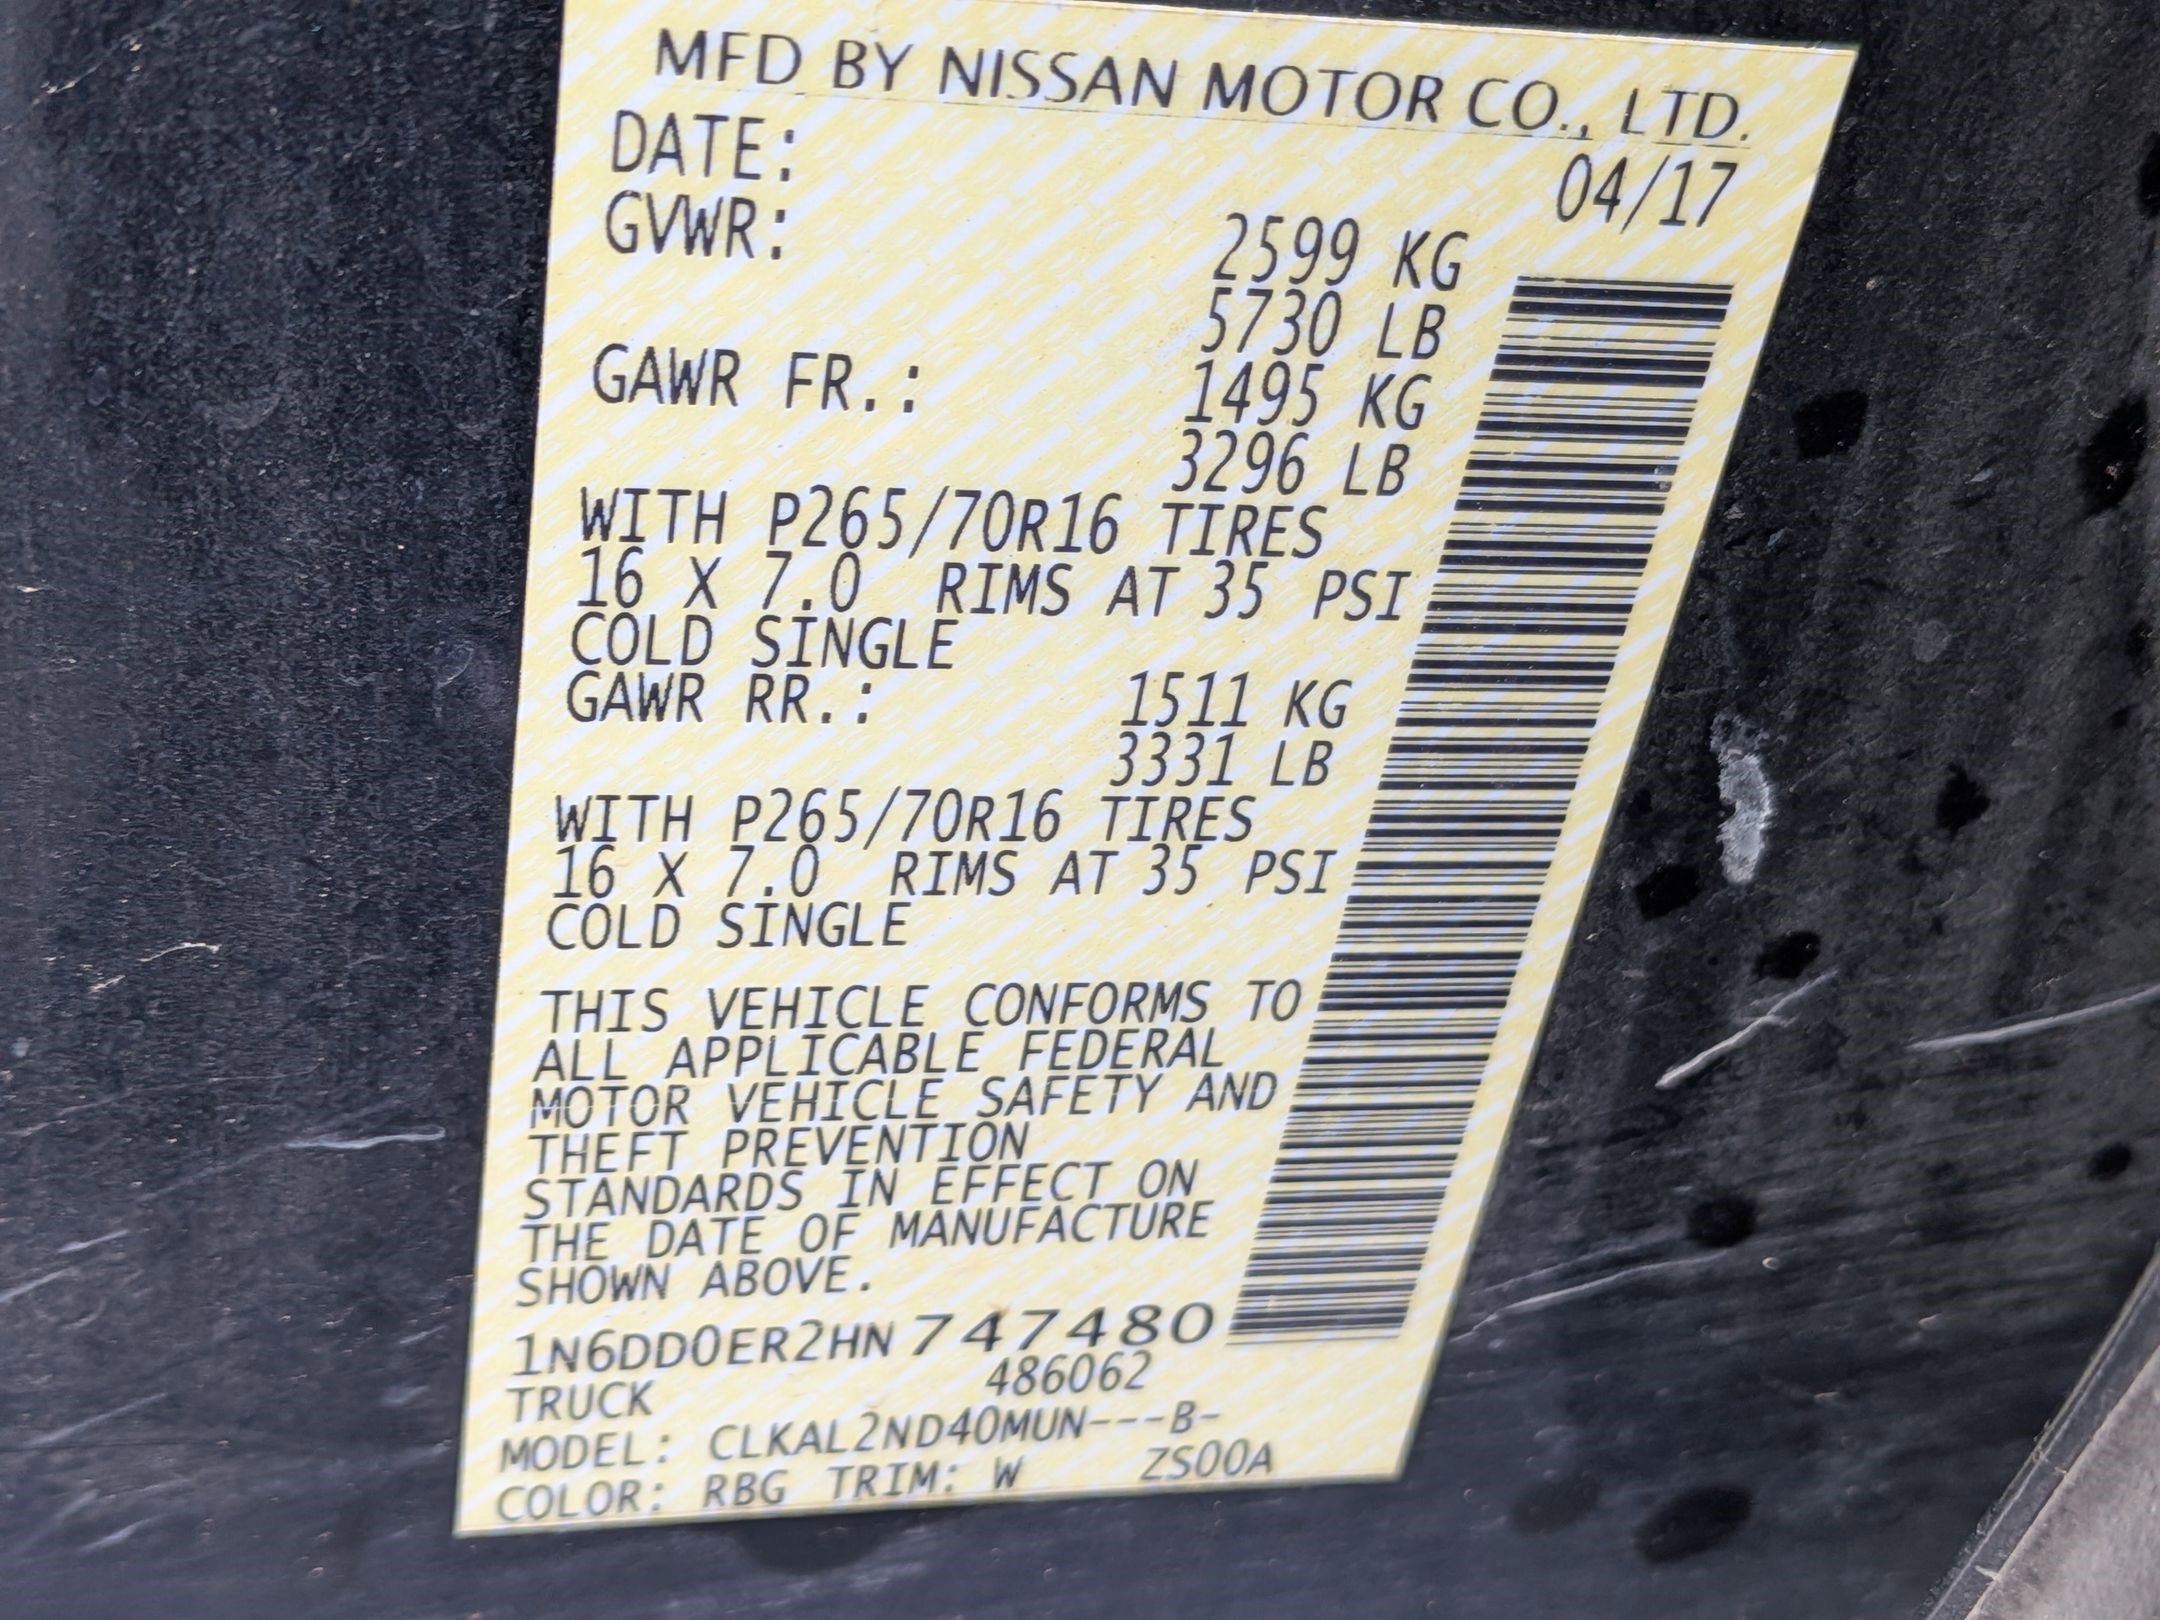 MFD BY NISSAN MOTOR CO., LTD.
DATE: 04/17
GVWR: 2599 KG
5730 LB
GAWR FR.: 1495 KG
3296 LB
WITH P265/70R16 TIRES
16 X 7.0 RIMS AT 35 PSI
COLD SINGLE
GAWR RR.: 1511 KG
3331 LB
WITH P265/70R16 TIRES
16 X 7.0 RIMS AT 35 PSI
COLD SINGLE
THIS VEHICLE CONFORMS TO
ALL APPLICABLE FEDERAL
MOTOR VEHICLE SAFETY AND
THEFT PREVENTION
STANDARDS IN EFFECT ON
THE DATE OF MANUFACTURE
SHOWN ABOVE.
1N6DD0ER2HN747480
TRUCK 486062
MODEL: CLKAL2ND40MUN---B-
COLOR: RBG TRIM: W ZS00A